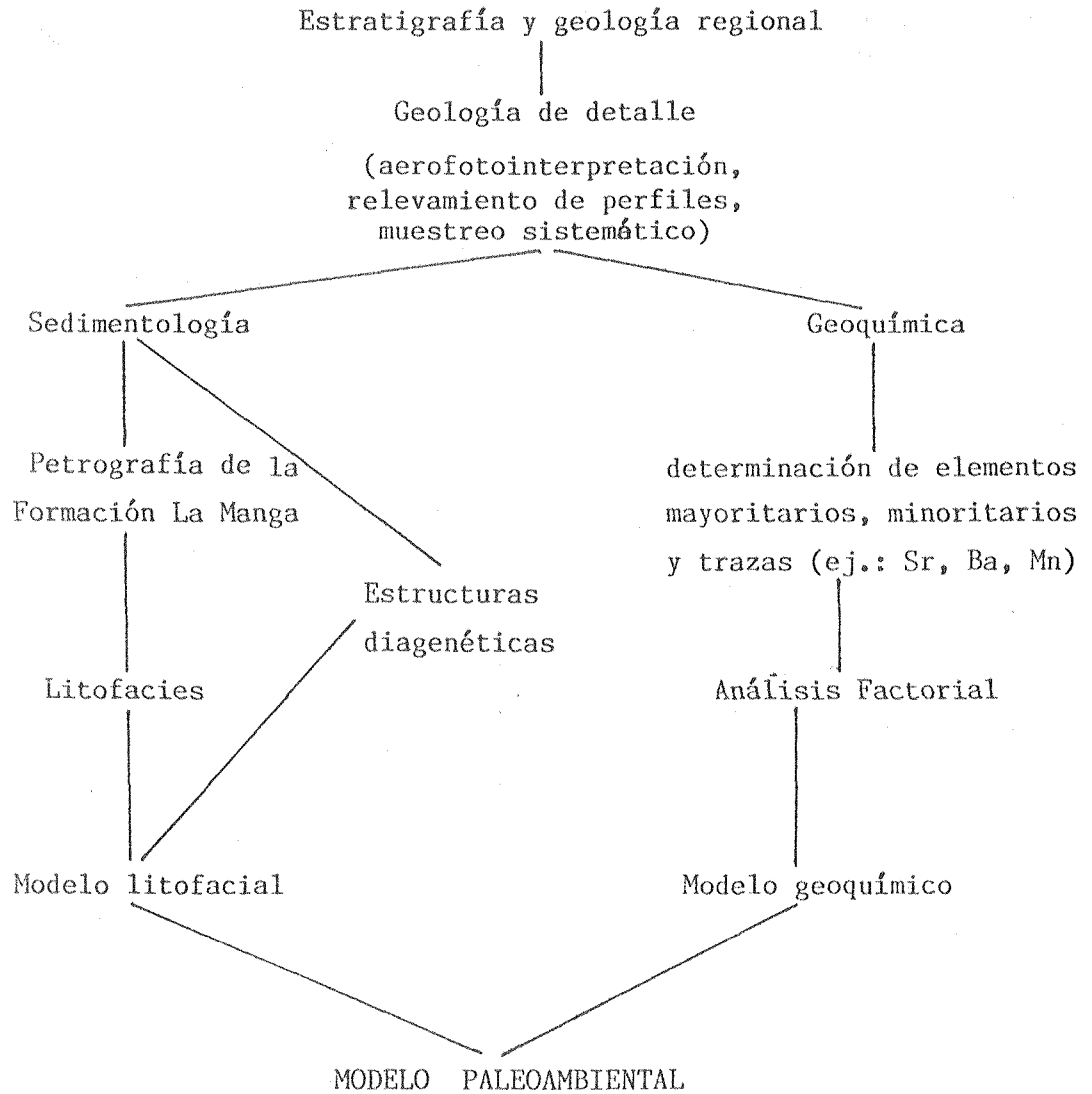 Estratigrafía y geología regional
Geología de detalle
(aerofotointerpretación,
relevamiento de perfiles,
muestreo sistemático)
Sedimentología
Geoquímica
Petrografía de la
Formación La Manga
determinación de elementos
mayoritarios, minoritarios
y trazas (ej.: Sr, Ba, Mn)
Estructuras
diagenéticas
Litofacies
Análisis Factorial
Modelo litofacial
Modelo geoquímico
MODELO PALEOAMBIENTAL